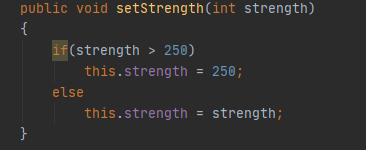 public void setStrength(int strength)
{
if(strength > 250)
this.strength = 250;
else
this.strength = strength;
}